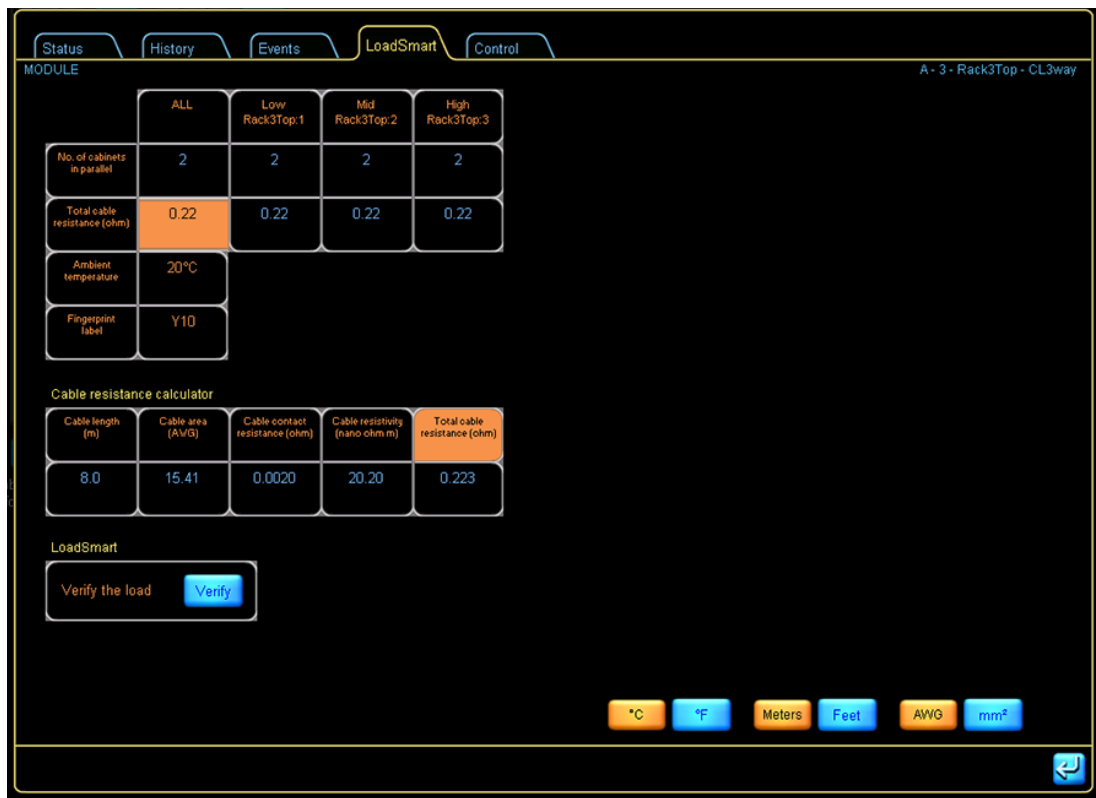 Status History Events LoadSmart Control
MODULE A - 3 - Rack3Top - CL3way
ALL Low Mid High
Rack3Top:1 Rack3Top:2 Rack3Top:3
No. of cabinets
in parallel
2 2 2 2
Total cable
resistance (ohm)
0.22 0.22 0.22 0.22
Ambient
temperature
20°C
Fingerprint
label
Y10
Cable resistance calculator
Cable length
(m)
Cable area
(AWG)
Cable contact
resistance (ohm)
Cable resistivity
(nano ohm m)
Total cable
resistance (ohm)
8.0 15.41 0.0020 20.20 0.223
LoadSmart
Verify the load Verify
°C °F Meters Feet AWG mm²